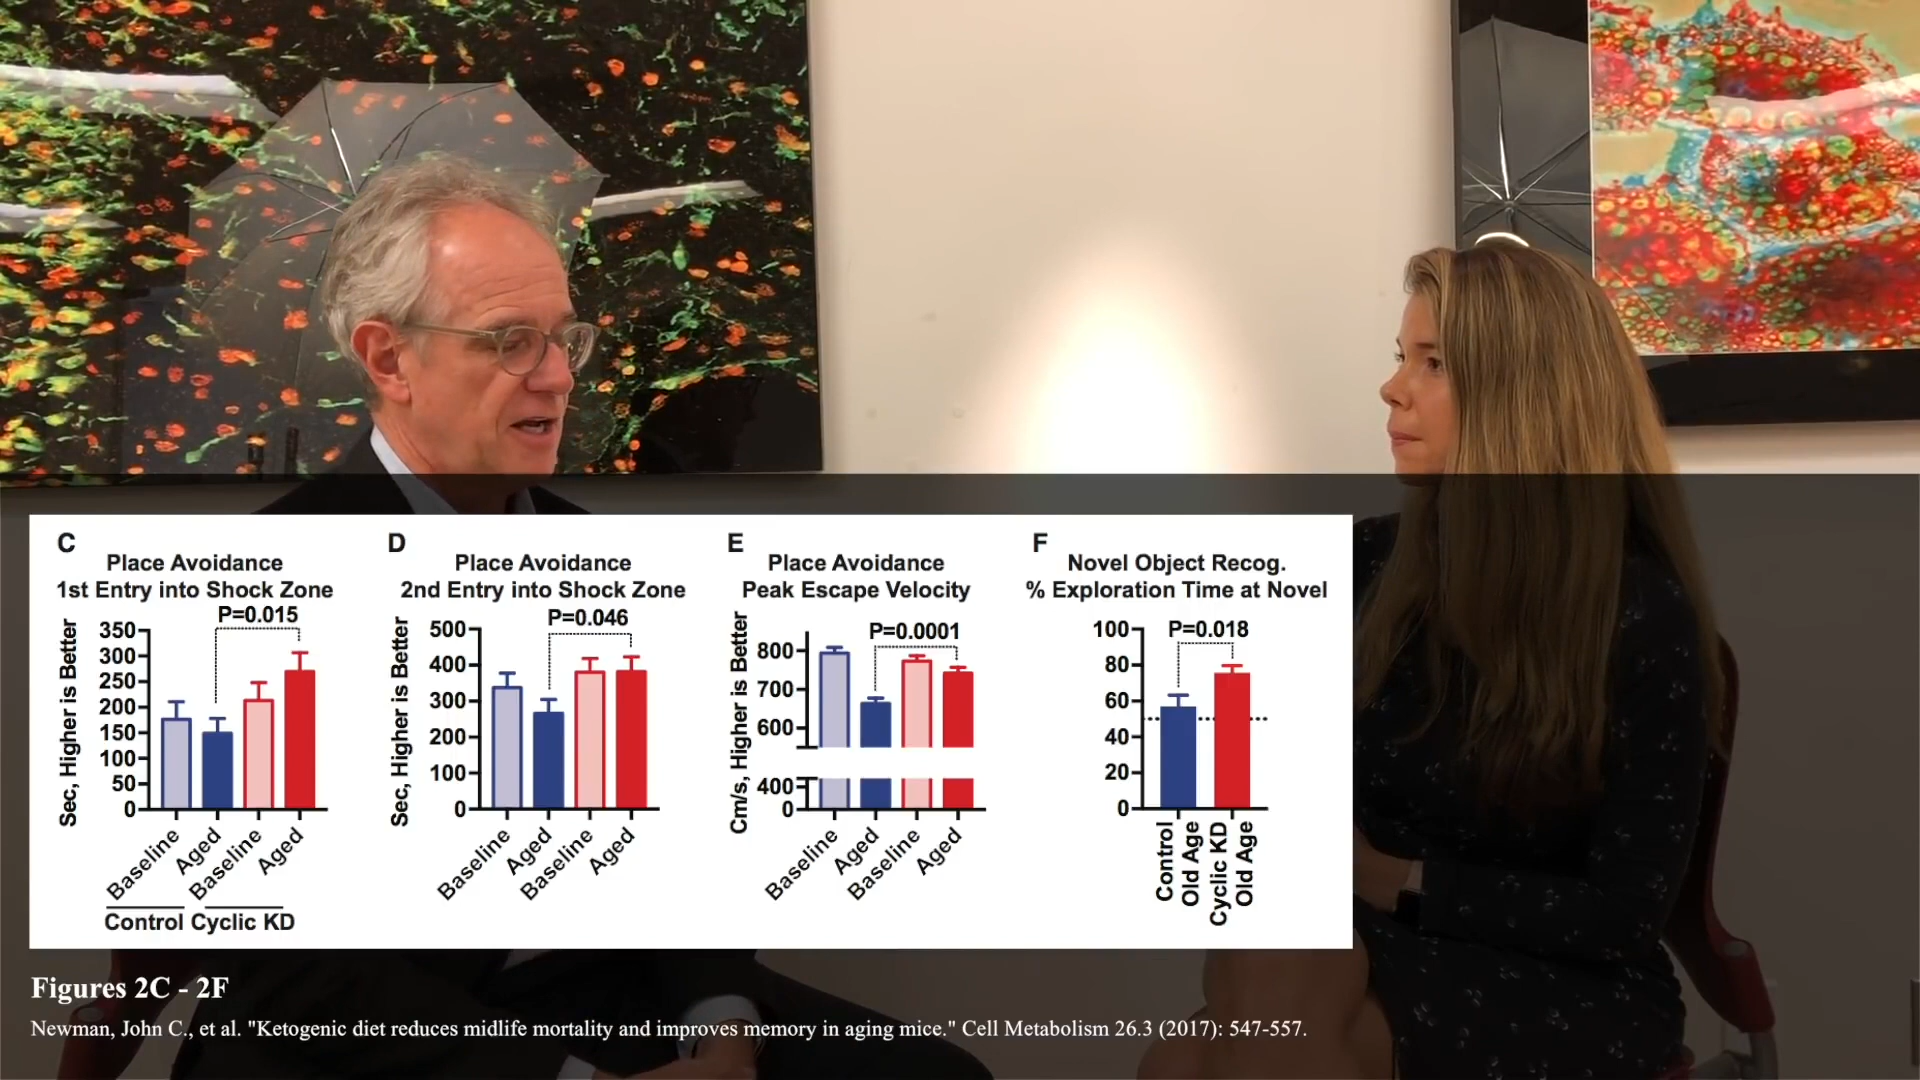 C
Place Avoidance
1st Entry into Shock Zone
P=0.015
Sec, Higher is Better
350
300
250
200
150
100
50
0
Baseline
Aged
Baseline
Aged
Control Cyclic KD
D
Place Avoidance
2nd Entry into Shock Zone
P=0.046
Sec, Higher is Better
500
400
300
200
100
0
Baseline
Aged
Baseline
Aged
E
Place Avoidance
Peak Escape Velocity
P=0.0001
Cm/s, Higher is Better
800
700
600
400
0
Baseline
Aged
Baseline
Aged
F
Novel Object Recog.
% Exploration Time at Novel
P=0.018
100
80
60
40
20
0
Control
Old Age
Cyclic KD
Old Age
Figures 2C - 2F
Newman, John C., et al. "Ketogenic diet reduces midlife mortality and improves memory in aging mice." Cell Metabolism 26.3 (2017): 547-557.